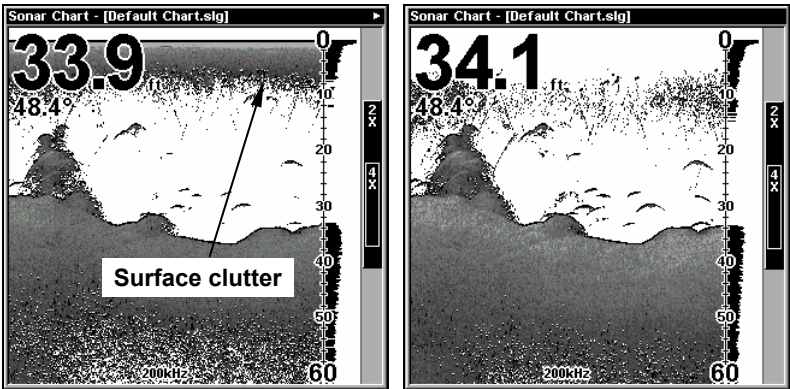 Sonar Chart - [Default Chart.slg]
33.9 ft
48.4°
0
10
20
30
40
50
60
2X
4X
Surface clutter
200kHz
Sonar Chart - [Default Chart.slg]
34.1 ft
48.4°
0
10
20
30
40
50
60
2X
4X
200kHz